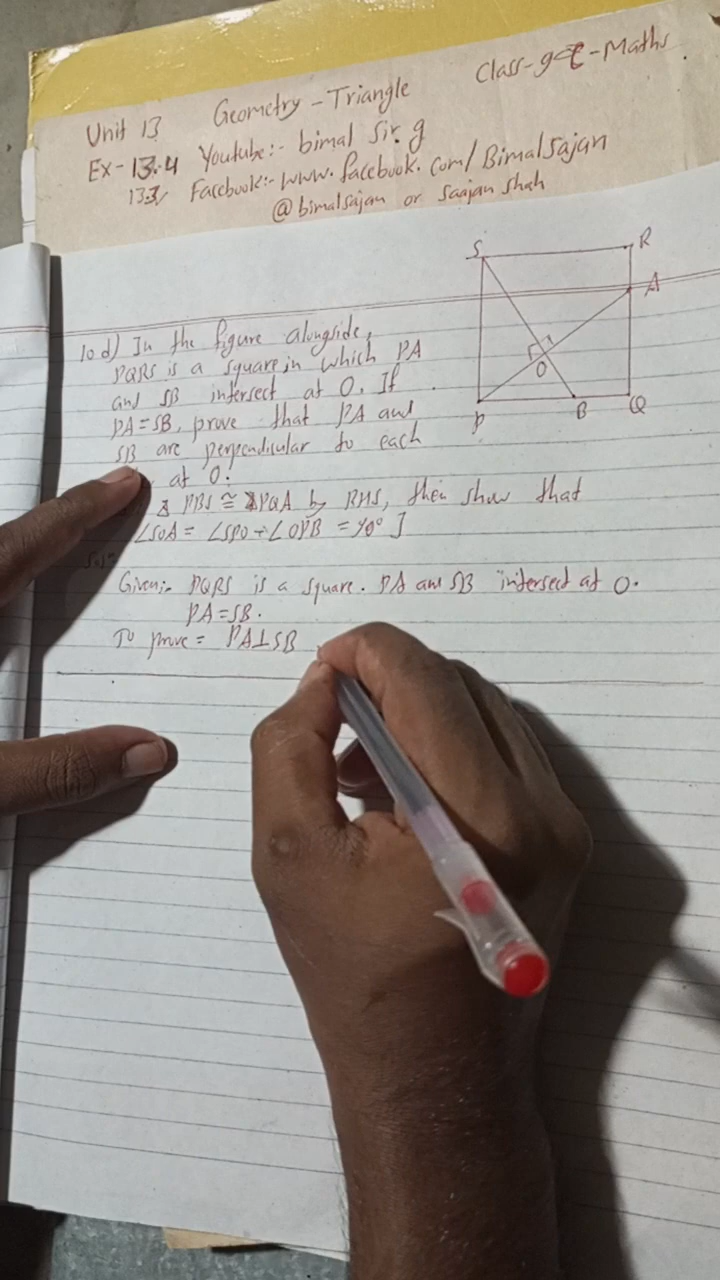 Unit 13 Geometry - Triangle Class-9 - Maths
Ex - 13.4 Youtube:- bimal sir g
13.3/ Facebook:- www.facebook.com/Bimalsajan
@bimalsajan or Saajan Shah
S R
A
O
P B Q
10 d) In the figure alongside,
PQRS is a square in which PA
and SB intersect at O. If
PA = SB, prove that PA and
SB are perpendicular to each
at O.
PBS ≅ PQA by RHS, then show that
∠SOA = ∠SPO + ∠OPB = 90° ]
Given:- PQRS is a square. PA and SB intersect at O.
PA = SB.
To prove = PA⊥SB